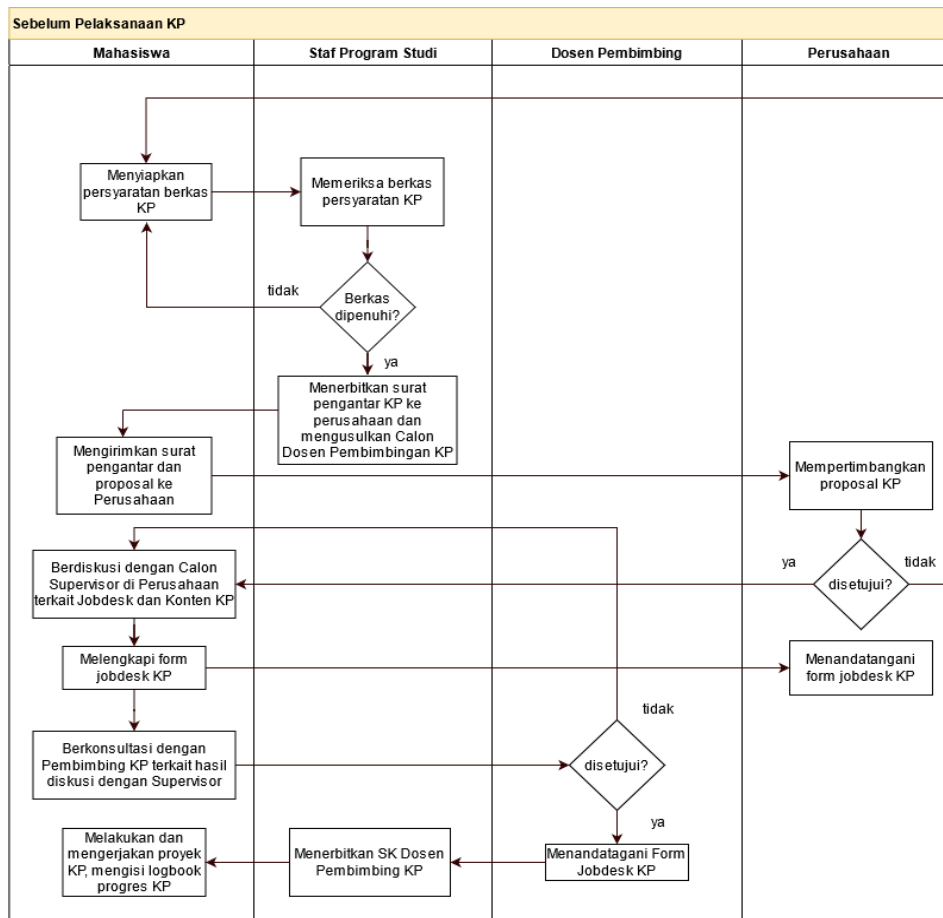 Sebelum Pelaksanaan KP
Mahasiswa
Staf Program Studi
Dosen Pembimbing
Perusahaan
Menyiapkan
persyaratan berkas
KP
Memeriksa berkas
persyaratan KP
tidak
Berkas
dipenuhi?
ya
Menerbitkan surat
pengantar KP ke
perusahaan dan
mengusulkan Calon
Dosen Pembimbingan KP
Mengirimkan surat
pengantar dan
proposal ke
Perusahaan
Mempertimbangkan
proposal KP
ya
disetujui?
tidak
Berdiskusi dengan Calon
Supervisor di Perusahaan
terkait Jobdesk dan Konten KP
Melengkapi form
jobdesk KP
Menandatangani
form jobdesk KP
tidak
Berkonsultasi dengan
Pembimbing KP terkait hasil
diskusi dengan Supervisor
disetujui?
ya
Menandatagani Form
Jobdesk KP
Menerbitkan SK Dosen
Pembimbing KP
Melakukan dan
mengerjakan proyek
KP, mengisi logbook
progres KP